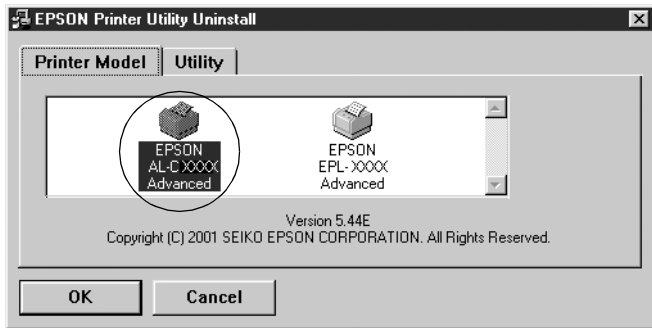 EPSON Printer Utility Uninstall
Printer Model Utility
EPSON
AL-CXXXX
Advanced
EPSON
EPL-XXXX
Advanced
Version 5.44E
Copyright (C) 2001 SEIKO EPSON CORPORATION. All Rights Reserved.
OK Cancel